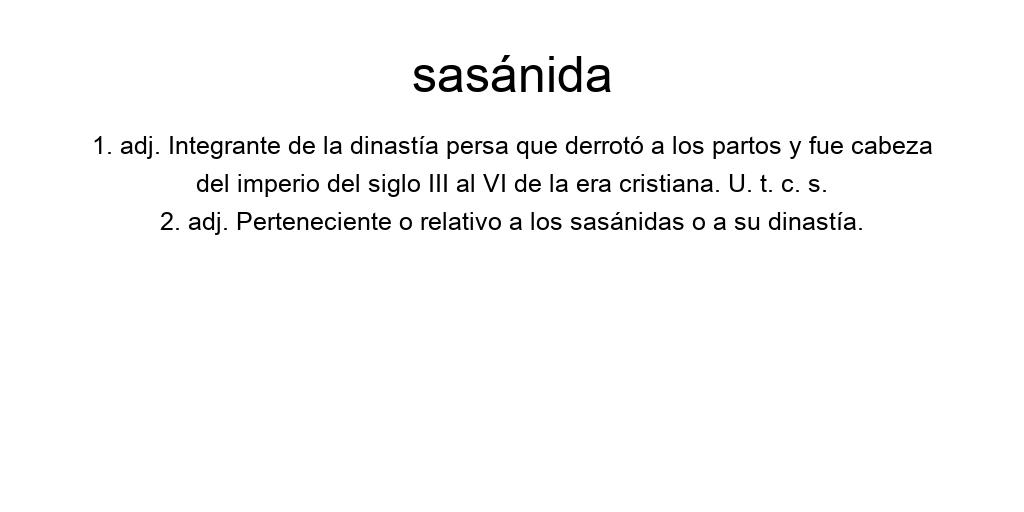 sasánida
1. adj. Integrante de la dinastía persa que derrotó a los partos y fue cabeza
del imperio del siglo III al VI de la era cristiana. U. t. c. s.
2. adj. Perteneciente o relativo a los sasánidas o a su dinastía.